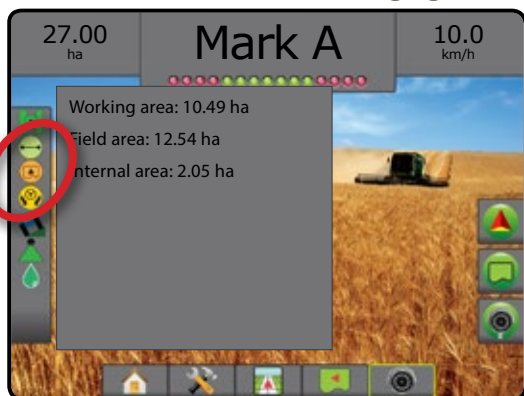 27.00
ha
Mark A
10.0
km/h
Working area: 10.49 ha
Field area: 12.54 ha
Internal area: 2.05 ha